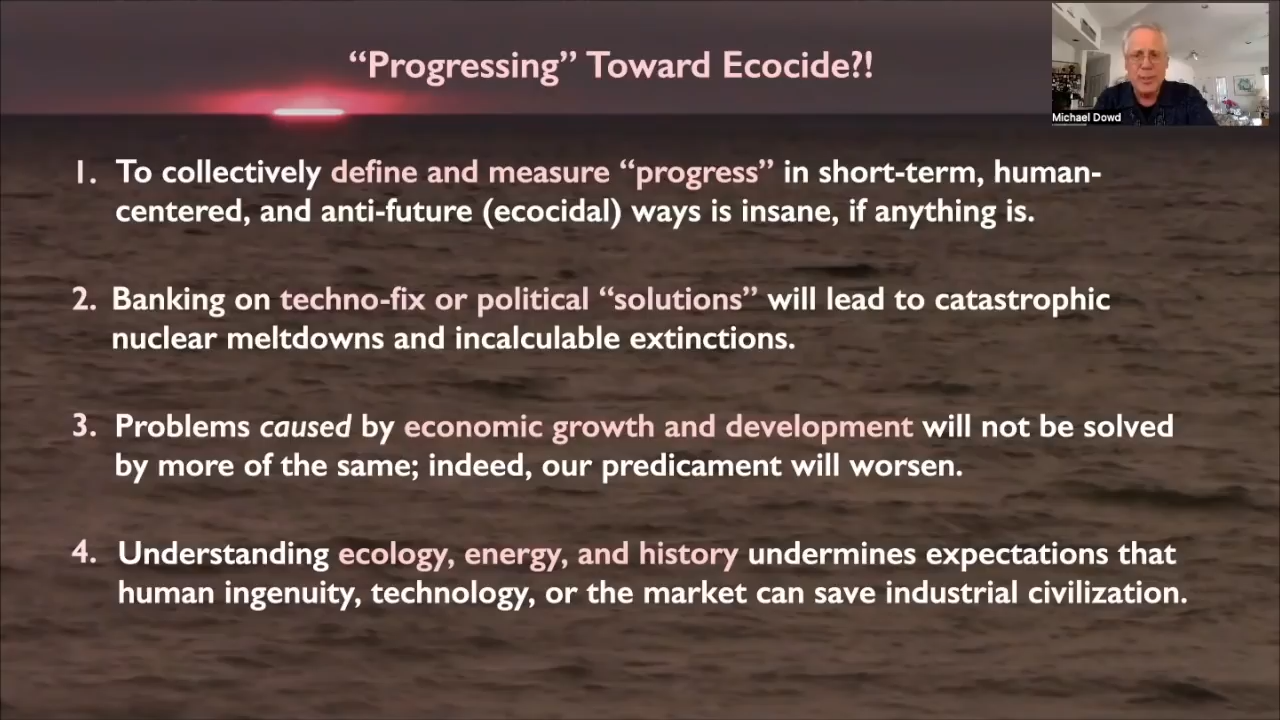 “Progressing” Toward Ecocide?!
Michael Dowd
1. To collectively define and measure “progress” in short-term, human-
centered, and anti-future (ecocidal) ways is insane, if anything is.
2. Banking on techno-fix or political “solutions” will lead to catastrophic
nuclear meltdowns and incalculable extinctions.
3. Problems caused by economic growth and development will not be solved
by more of the same; indeed, our predicament will worsen.
4. Understanding ecology, energy, and history undermines expectations that
human ingenuity, technology, or the market can save industrial civilization.